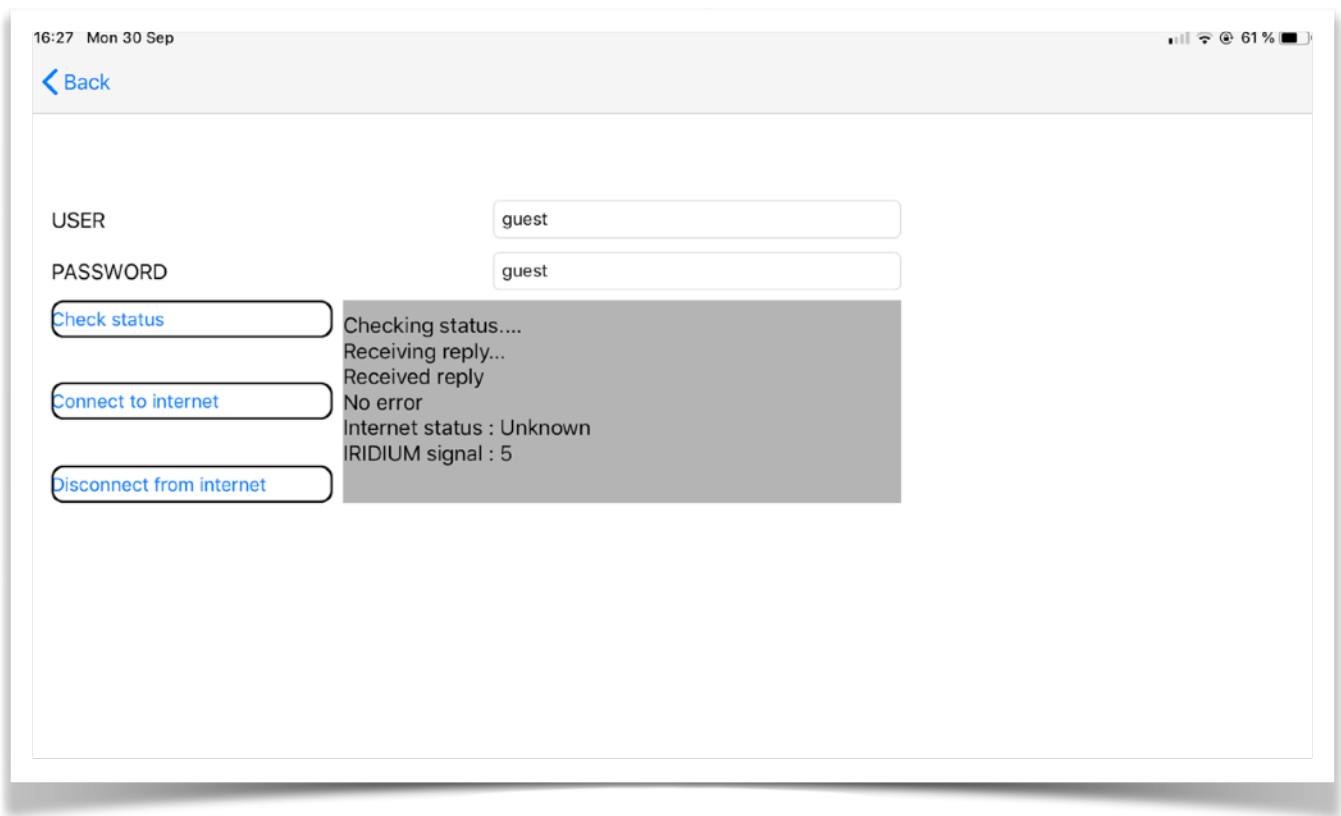 16:27 Mon 30 Sep
61 %
Back
USER
guest
PASSWORD
guest
Check status
Connect to internet
Disconnect from internet
Checking status....
Receiving reply...
Received reply
No error
Internet status : Unknown
IRIDIUM signal : 5